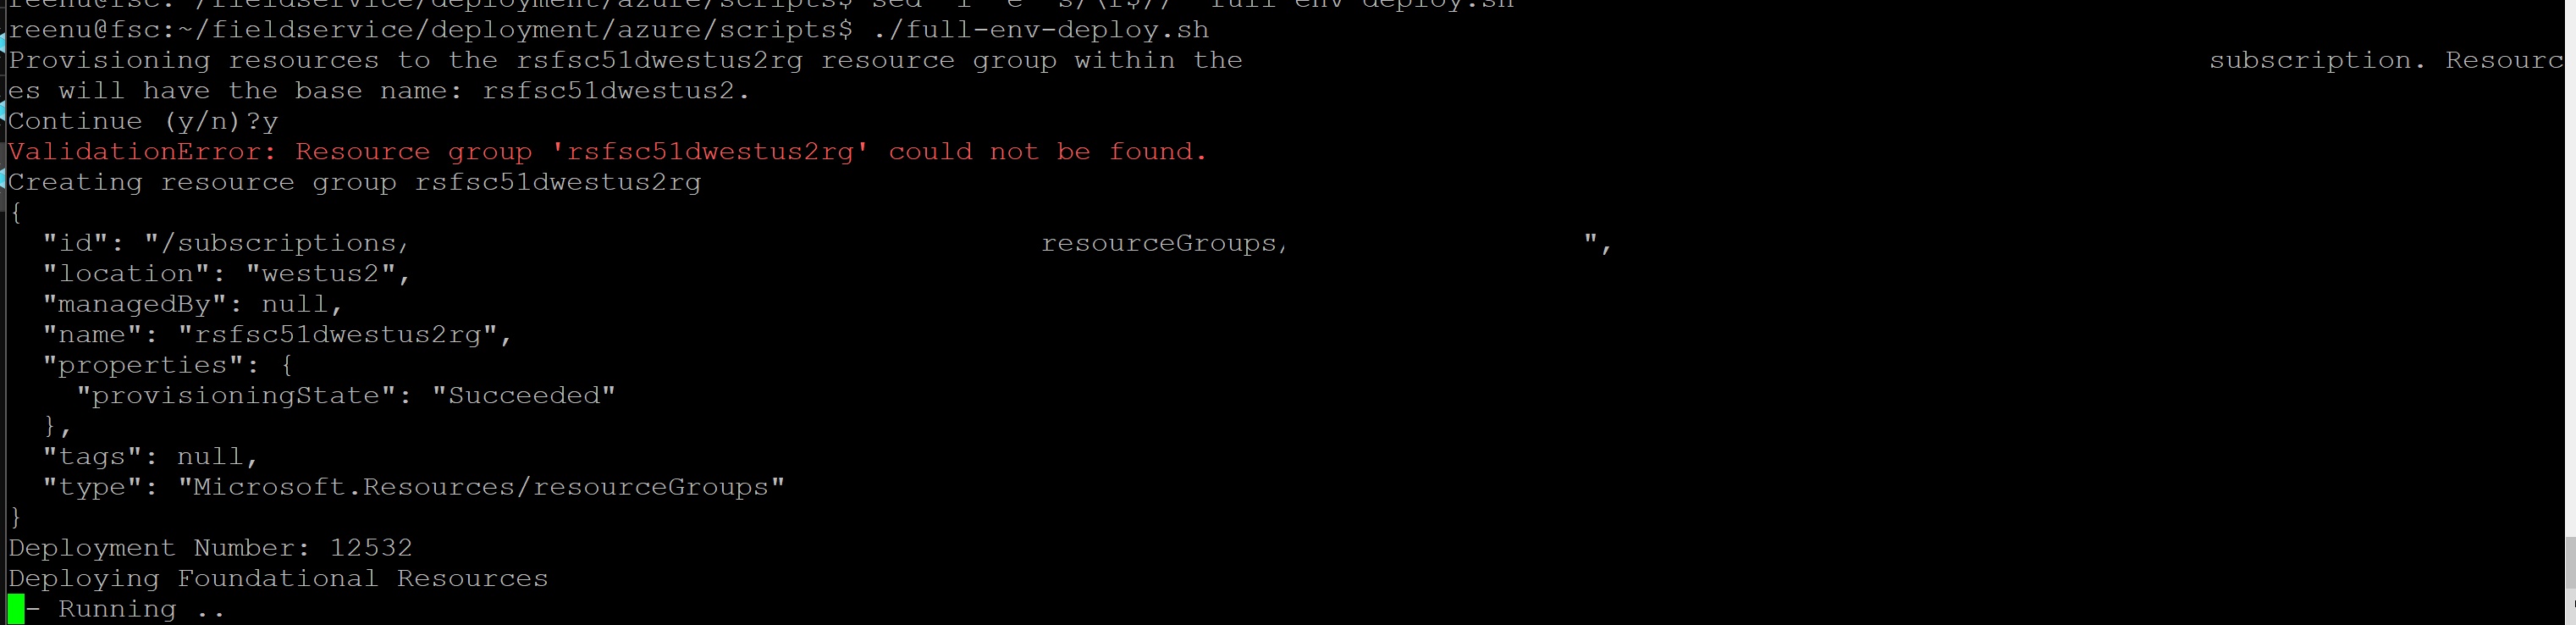 reenu@fsc:~/fieldservice/deployment/azure/scripts$ sed -i -e 's/\r$//' full-env-deploy.sh
reenu@fsc:~/fieldservice/deployment/azure/scripts$ ./full-env-deploy.sh
Provisioning resources to the rsfsc51dwestus2rg resource group within the subscription. Resourc
es will have the base name: rsfsc51dwestus2.
Continue (y/n)?y
ValidationError: Resource group 'rsfsc51dwestus2rg' could not be found.
Creating resource group rsfsc51dwestus2rg
{
  "id": "/subscriptions/ resourceGroups/ ",
  "location": "westus2",
  "managedBy": null,
  "name": "rsfsc51dwestus2rg",
  "properties": {
    "provisioningState": "Succeeded"
  },
  "tags": null,
  "type": "Microsoft.Resources/resourceGroups"
}
Deployment Number: 12532
Deploying Foundational Resources
- Running ..